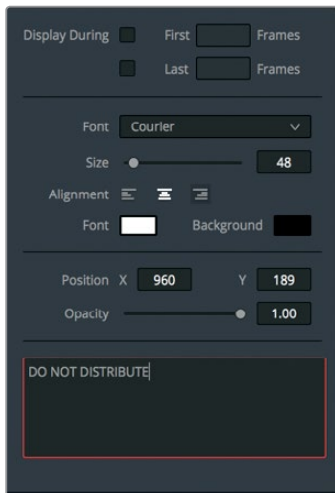 Display During First Frames
Last Frames
Font Courier
Size 48
Alignment
Font Background
Position X 960 Y 189
Opacity 1.00
DO NOT DISTRIBUTE